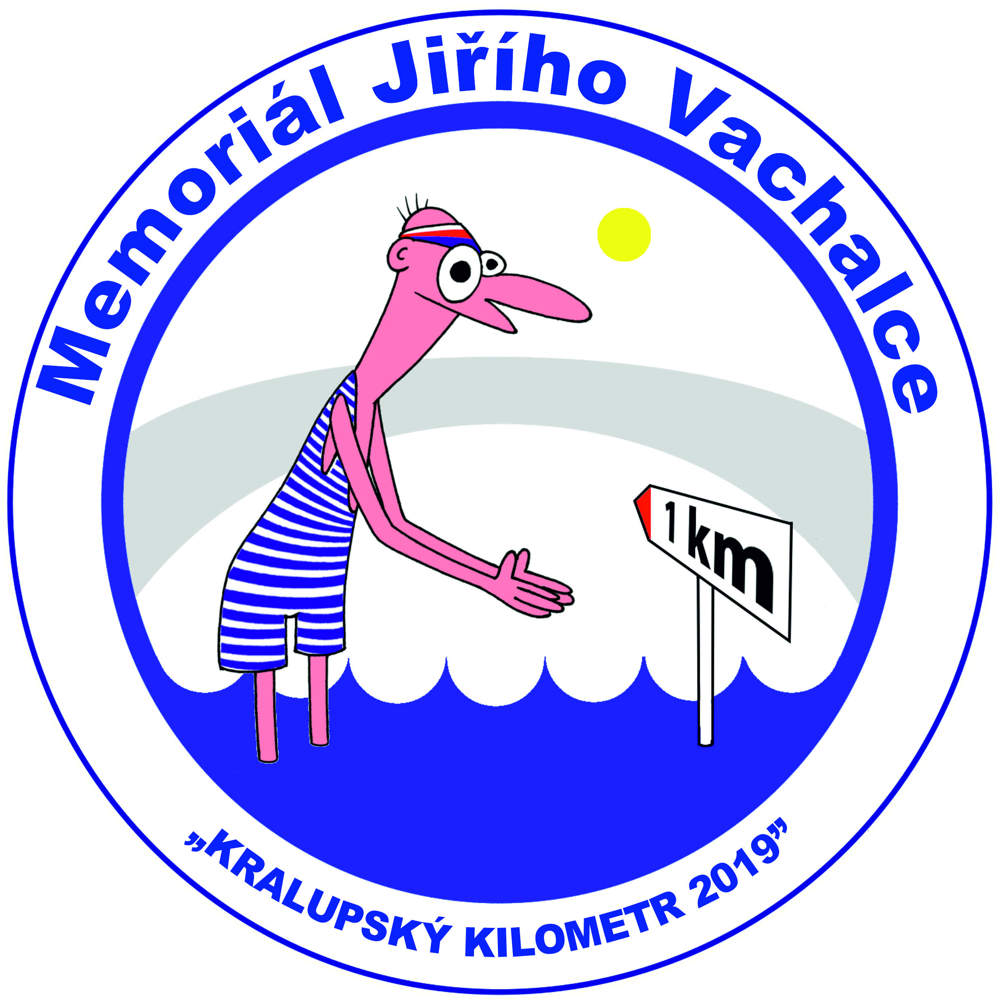 Memoriál Jiřího Vachalce
1 km
„KRALUPSKÝ KILOMETR 2019”